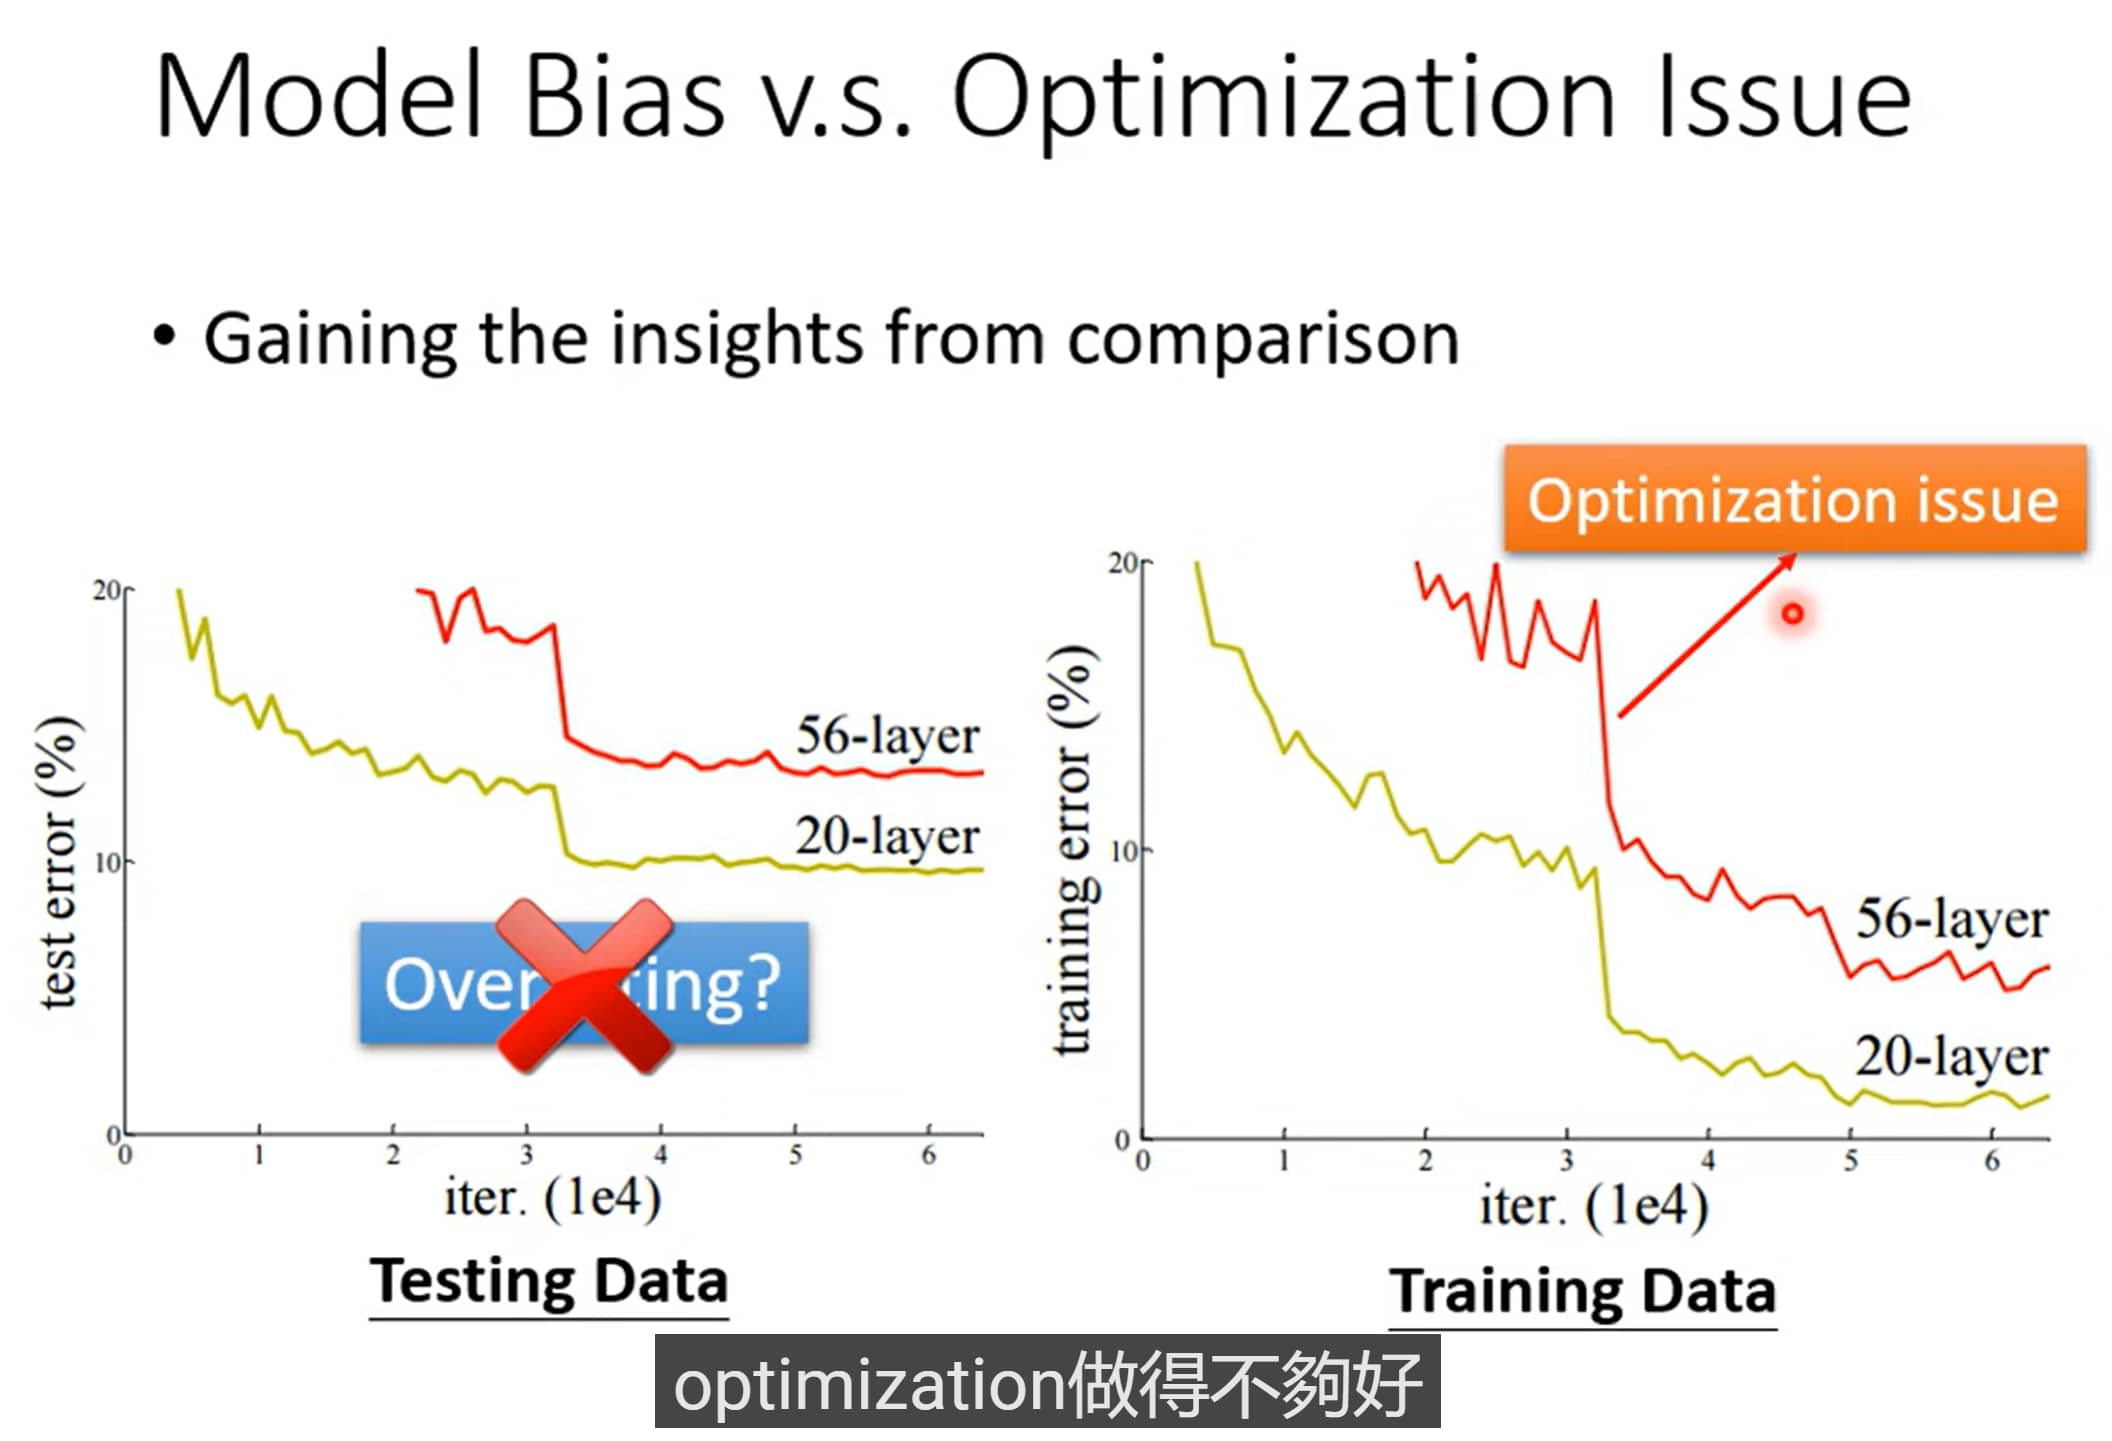 Model Bias v.s. Optimization Issue
• Gaining the insights from comparison
Optimization issue
20
10
0
test error (%)
56-layer
20-layer
Over ting?
0 1 2 3 4 5 6
iter. (1e4)
Testing Data
20
10
0
training error (%)
56-layer
20-layer
0 1 2 3 4 5 6
iter. (1e4)
Training Data
optimization做得不夠好